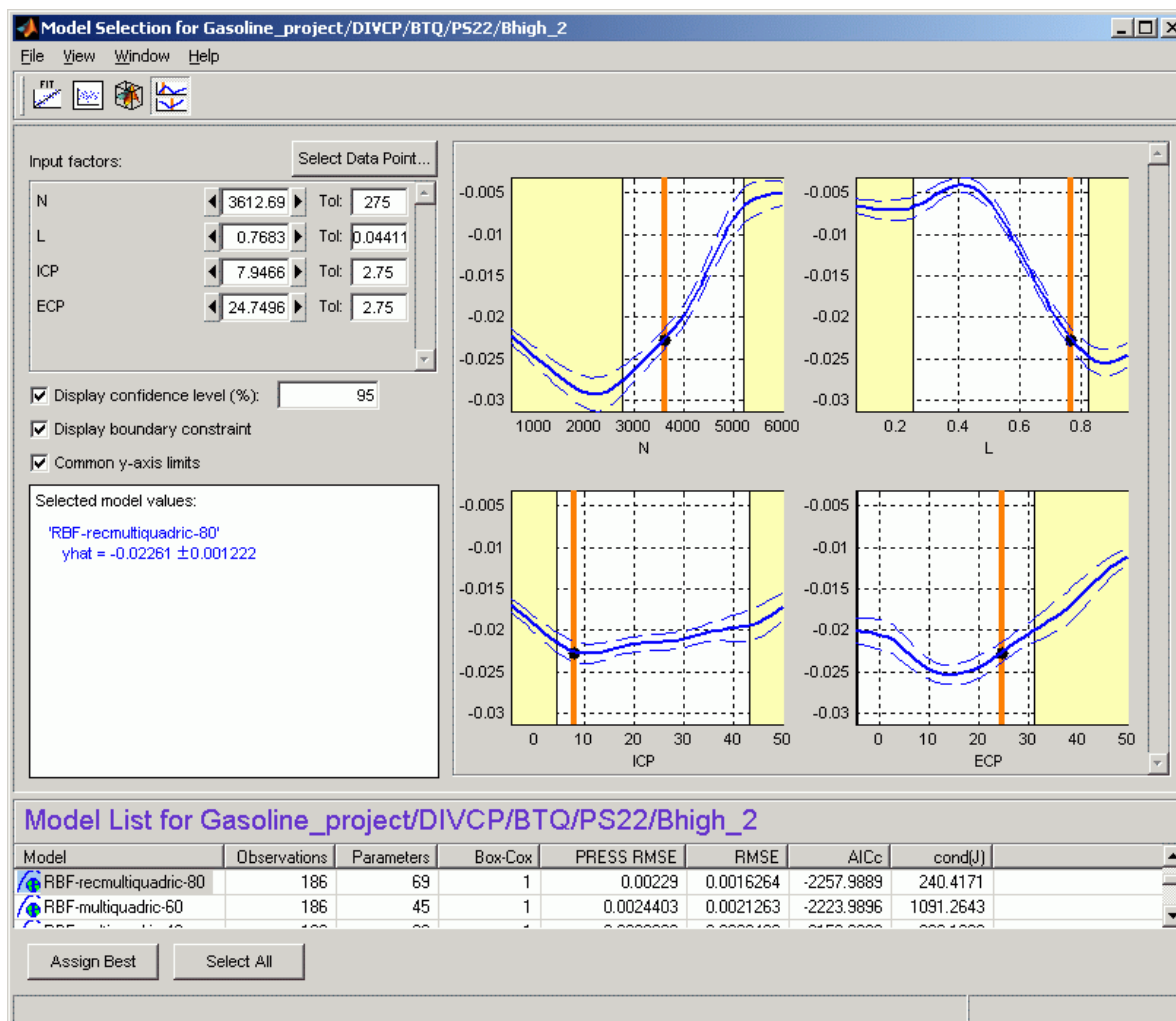 Model Selection for Gasoline_project/DIVCP/BTQ/PS22/Bhigh_2
File View Window Help
FIT
Input factors:
Select Data Point...
N 3612.69 Tol: 275
L 0.7683 Tol: 0.04411
ICP 7.9466 Tol: 2.75
ECP 24.7496 Tol: 2.75
Display confidence level (%): 95
Display boundary constraint
Common y-axis limits
Selected model values:
'RBF-recmultiquadric-80'
yhat = -0.02261 ±0.001222
-0.005
-0.01
-0.015
-0.02
-0.025
-0.03
1000 2000 3000 4000 5000 6000
N
-0.005
-0.01
-0.015
-0.02
-0.025
-0.03
0.2 0.4 0.6 0.8
L
-0.005
-0.01
-0.015
-0.02
-0.025
-0.03
0 10 20 30 40 50
ICP
-0.005
-0.01
-0.015
-0.02
-0.025
-0.03
0 10 20 30 40 50
ECP
Model List for Gasoline_project/DIVCP/BTQ/PS22/Bhigh_2
Model Observations Parameters Box-Cox PRESS RMSE RMSE AICc cond(J)
RBF-recmultiquadric-80 186 69 1 0.00229 0.0016264 -2257.9889 240.4171
RBF-multiquadric-60 186 45 1 0.0024403 0.0021263 -2223.9896 1091.2643
Assign Best
Select All